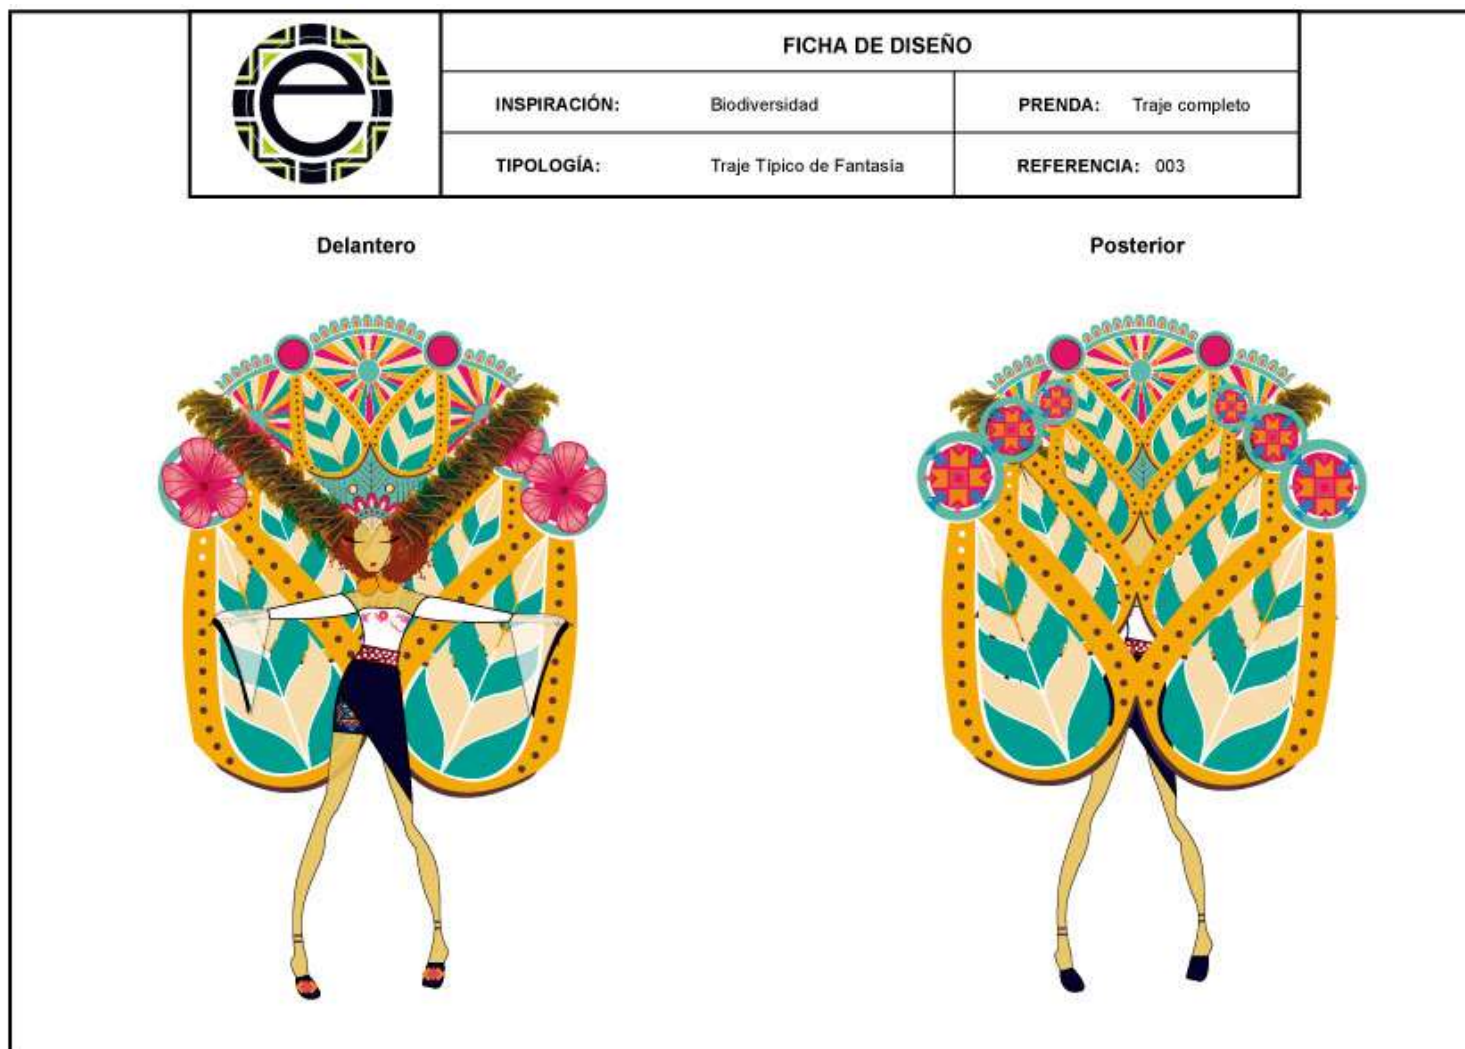 FICHA DE DISEÑO
INSPIRACIÓN: Biodiversidad PRENDA: Traje completo
TIPOLOGÍA: Traje Típico de Fantasía REFERENCIA: 003
Delantero Posterior
e